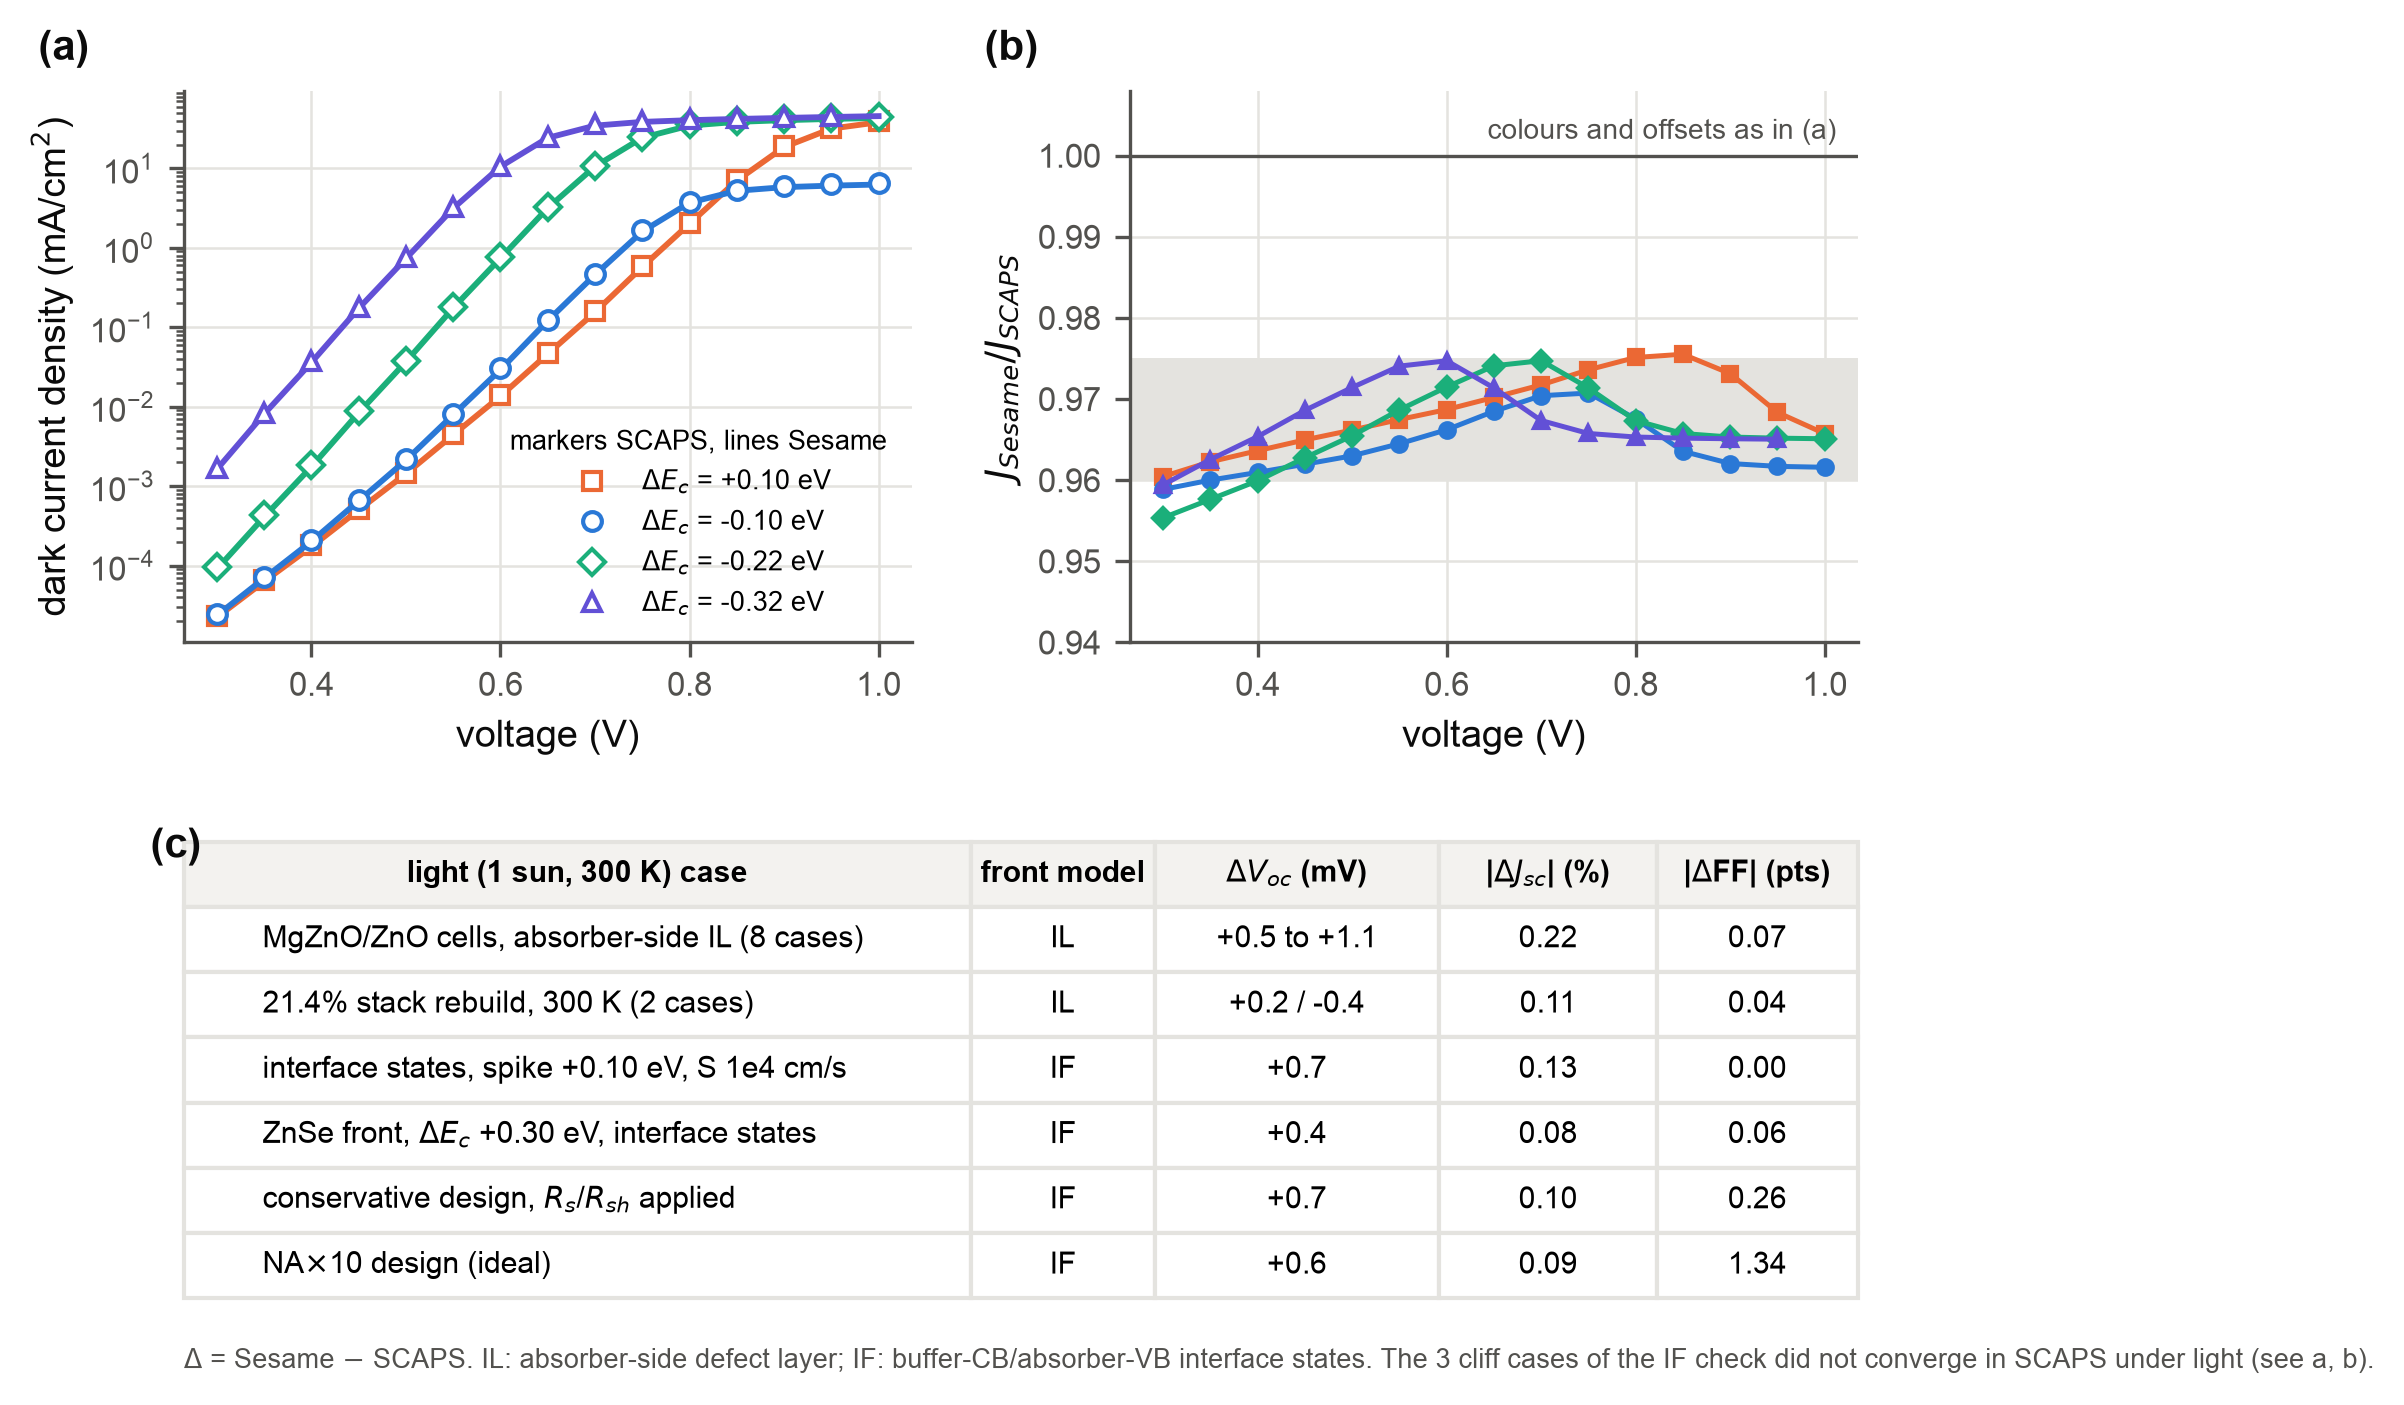 (a)
dark current density (mA/cm²)
10¹
10⁰
10⁻¹
10⁻²
10⁻³
10⁻⁴
markers SCAPS, lines Sesame
ΔE_c = +0.10 eV
ΔE_c = -0.10 eV
ΔE_c = -0.22 eV
ΔE_c = -0.32 eV
0.4 0.6 0.8 1.0
voltage (V)
(b)
J_Sesame/J_SCAPS
colours and offsets as in (a)
1.00
0.99
0.98
0.97
0.96
0.95
0.94
0.4 0.6 0.8 1.0
voltage (V)
(c)
light (1 sun, 300 K) case front model ΔV_oc (mV) |ΔJ_sc| (%) |ΔFF| (pts)
MgZnO/ZnO cells, absorber-side IL (8 cases) IL +0.5 to +1.1 0.22 0.07
21.4% stack rebuild, 300 K (2 cases) IL +0.2 / -0.4 0.11 0.04
interface states, spike +0.10 eV, S 1e4 cm/s IF +0.7 0.13 0.00
ZnSe front, ΔE_c +0.30 eV, interface states IF +0.4 0.08 0.06
conservative design, R_s/R_sh applied IF +0.7 0.10 0.26
NA×10 design (ideal) IF +0.6 0.09 1.34
Δ = Sesame − SCAPS. IL: absorber-side defect layer; IF: buffer-CB/absorber-VB interface states. The 3 cliff cases of the IF check did not converge in SCAPS under light (see a, b).